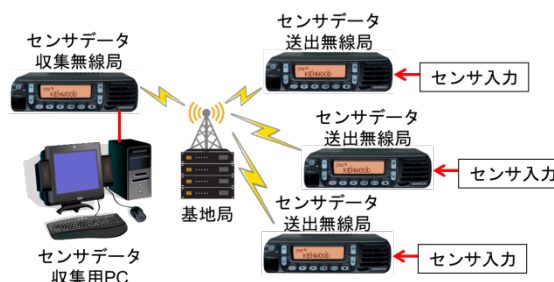 センサデータ
収集無線局
KENWOOD
センサデータ
送出無線局
KENWOOD
センサ入力
センサデータ
送出無線局
KENWOOD
センサ入力
基地局
センサデータ
送出無線局
KENWOOD
センサ入力
センサデータ
収集用PC